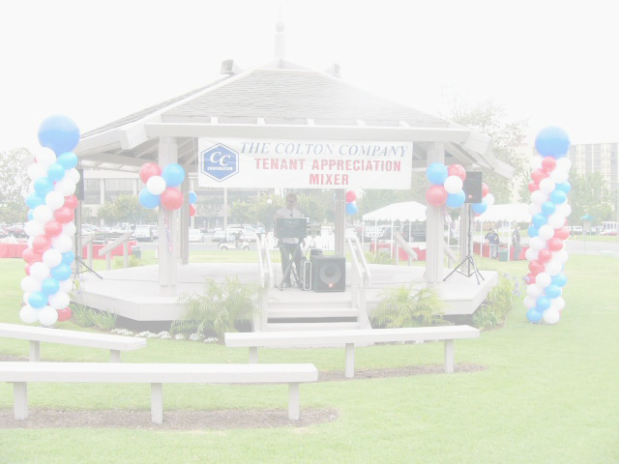 CC
THE COLTON COMPANY
TENANT APPRECIATION
MIXER